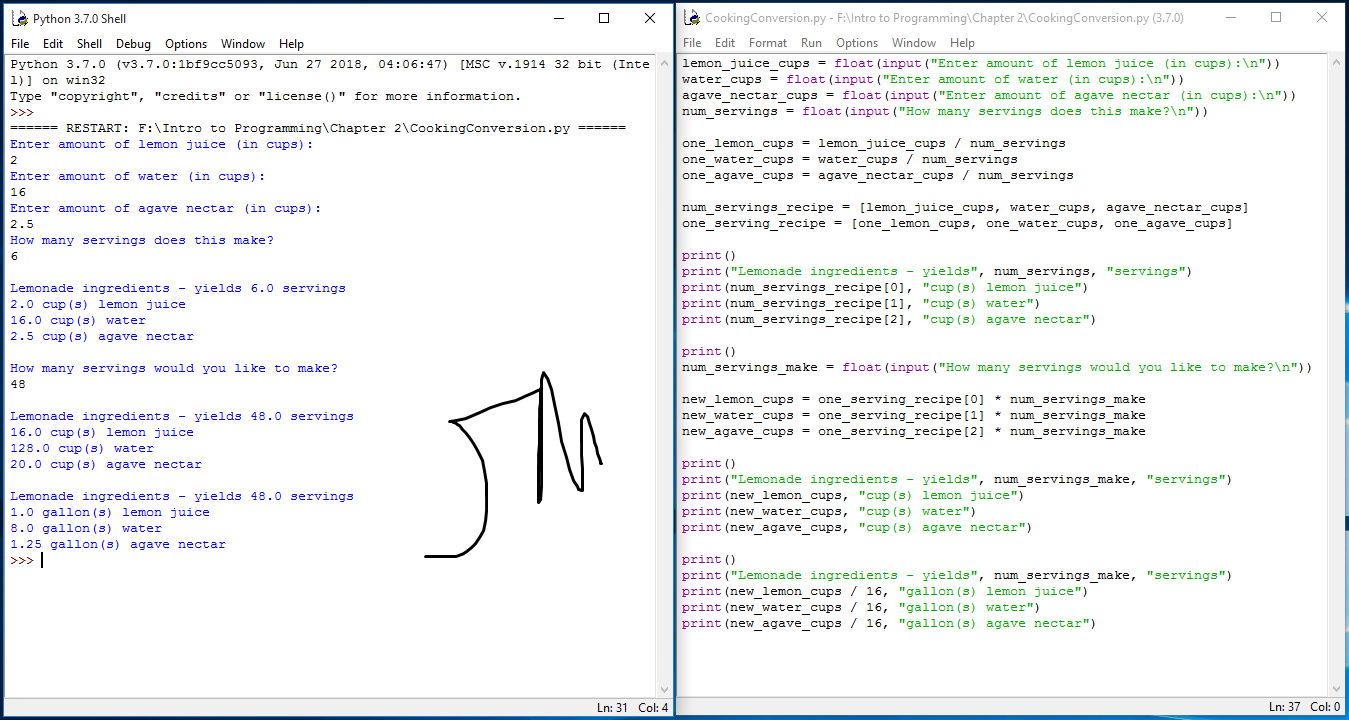 Python 3.7.0 Shell
File Edit Shell Debug Options Window Help
Python 3.7.0 (v3.7.0:1bf9cc5093, Jun 27 2018, 04:06:47) [MSC v.1914 32 bit (Inte
l)] on win32
Type "copyright", "credits" or "license()" for more information.
>>>
====== RESTART: F:\Intro to Programming\Chapter 2\CookingConversion.py ======
Enter amount of lemon juice (in cups):
2
Enter amount of water (in cups):
16
Enter amount of agave nectar (in cups):
2.5
How many servings does this make?
6
Lemonade ingredients - yields 6.0 servings
2.0 cup(s) lemon juice
16.0 cup(s) water
2.5 cup(s) agave nectar
How many servings would you like to make?
48
Lemonade ingredients - yields 48.0 servings
16.0 cup(s) lemon juice
128.0 cup(s) water
20.0 cup(s) agave nectar
Lemonade ingredients - yields 48.0 servings
1.0 gallon(s) lemon juice
8.0 gallon(s) water
1.25 gallon(s) agave nectar
>>>
Ln: 31 Col: 4
CookingConversion.py - F:\Intro to Programming\Chapter 2\CookingConversion.py (3.7.0)
File Edit Format Run Options Window Help
lemon_juice_cups = float(input("Enter amount of lemon juice (in cups):\n"))
water_cups = float(input("Enter amount of water (in cups):\n"))
agave_nectar_cups = float(input("Enter amount of agave nectar (in cups):\n"))
num_servings = float(input("How many servings does this make?\n"))
one_lemon_cups = lemon_juice_cups / num_servings
one_water_cups = water_cups / num_servings
one_agave_cups = agave_nectar_cups / num_servings
num_servings_recipe = [lemon_juice_cups, water_cups, agave_nectar_cups]
one_serving_recipe = [one_lemon_cups, one_water_cups, one_agave_cups]
print()
print("Lemonade ingredients - yields", num_servings, "servings")
print(num_servings_recipe[0], "cup(s) lemon juice")
print(num_servings_recipe[1], "cup(s) water")
print(num_servings_recipe[2], "cup(s) agave nectar")
print()
num_servings_make = float(input("How many servings would you like to make?\n"))
new_lemon_cups = one_serving_recipe[0] * num_servings_make
new_water_cups = one_serving_recipe[1] * num_servings_make
new_agave_cups = one_serving_recipe[2] * num_servings_make
print()
print("Lemonade ingredients - yields", num_servings_make, "servings")
print(new_lemon_cups, "cup(s) lemon juice")
print(new_water_cups, "cup(s) water")
print(new_agave_cups, "cup(s) agave nectar")
print()
print("Lemonade ingredients - yields", num_servings_make, "servings")
print(new_lemon_cups / 16, "gallon(s) lemon juice")
print(new_water_cups / 16, "gallon(s) water")
print(new_agave_cups / 16, "gallon(s) agave nectar")
Ln: 37 Col: 0